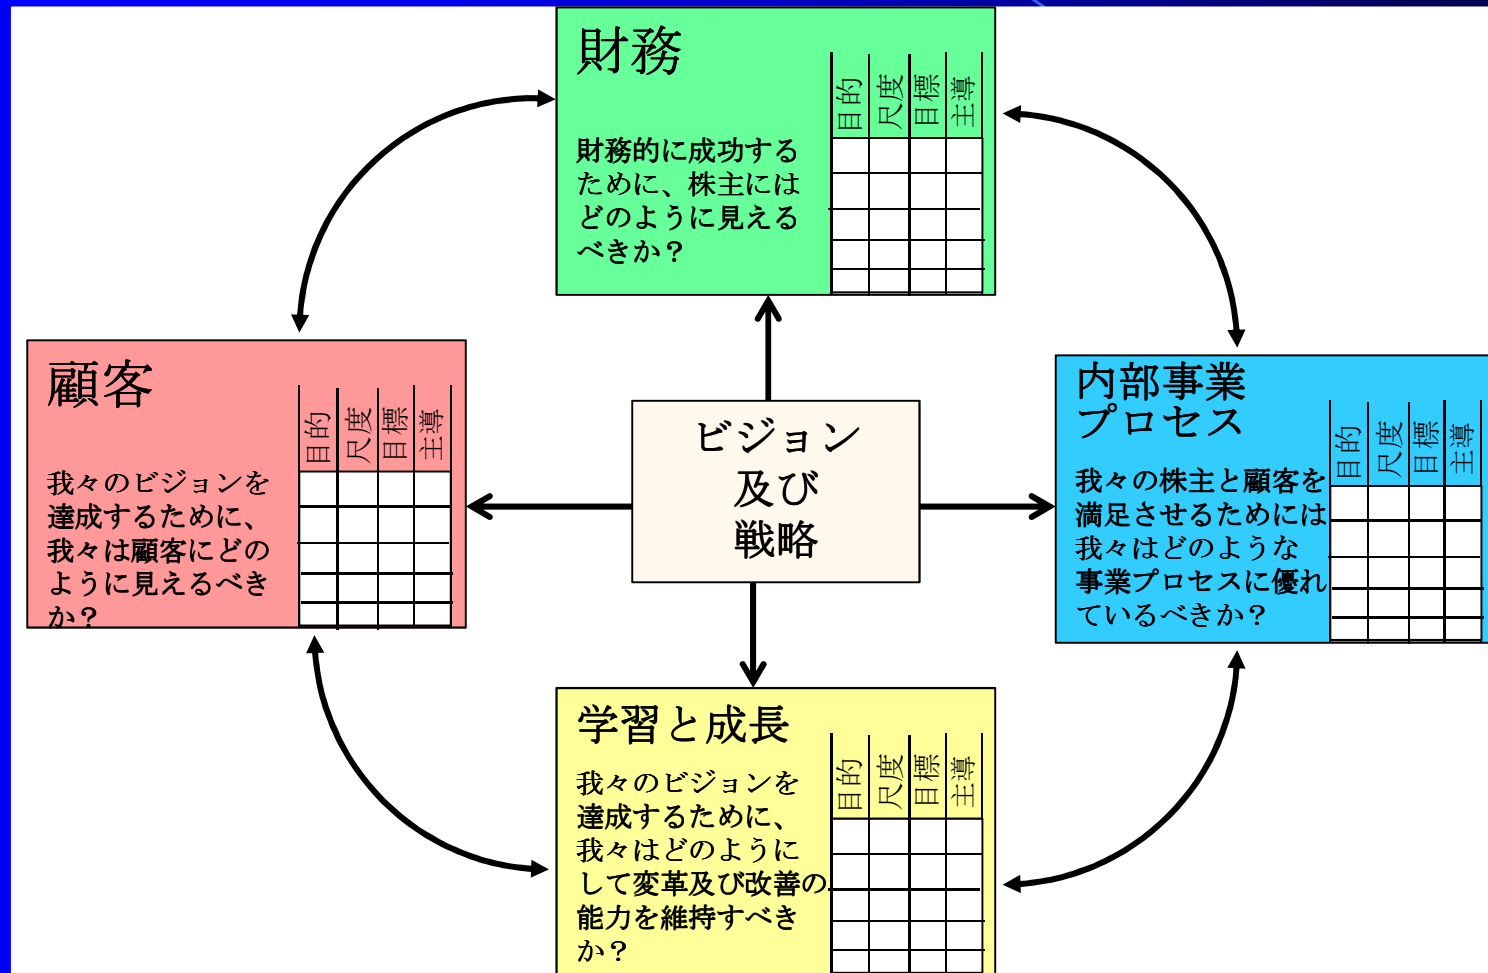 財務
目的
尺度
目標
主導
財務的に成功する
ために、株主には
どのように見える
べきか？
顧客
目的
尺度
目標
主導
我々のビジョンを
達成するために、
我々は顧客にどの
ように見えるべき
か？
ビジョン
及び
戦略
内部事業
プロセス
目的
尺度
目標
主導
我々の株主と顧客を
満足させるためには
我々はどのような
事業プロセスに優れ
ているべきか？
学習と成長
目的
尺度
目標
主導
我々のビジョンを
達成するために、
我々はどのように
して変革及び改善の
能力を維持すべき
か？